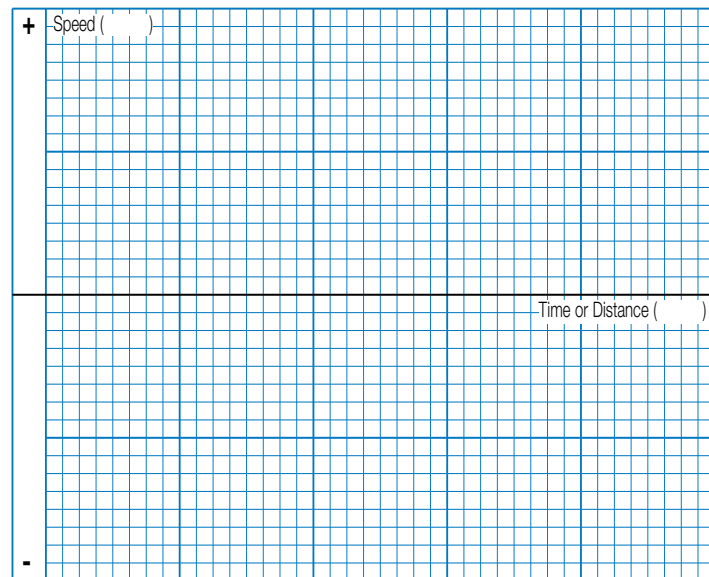 + Speed ( )
Time or Distance ( )
-